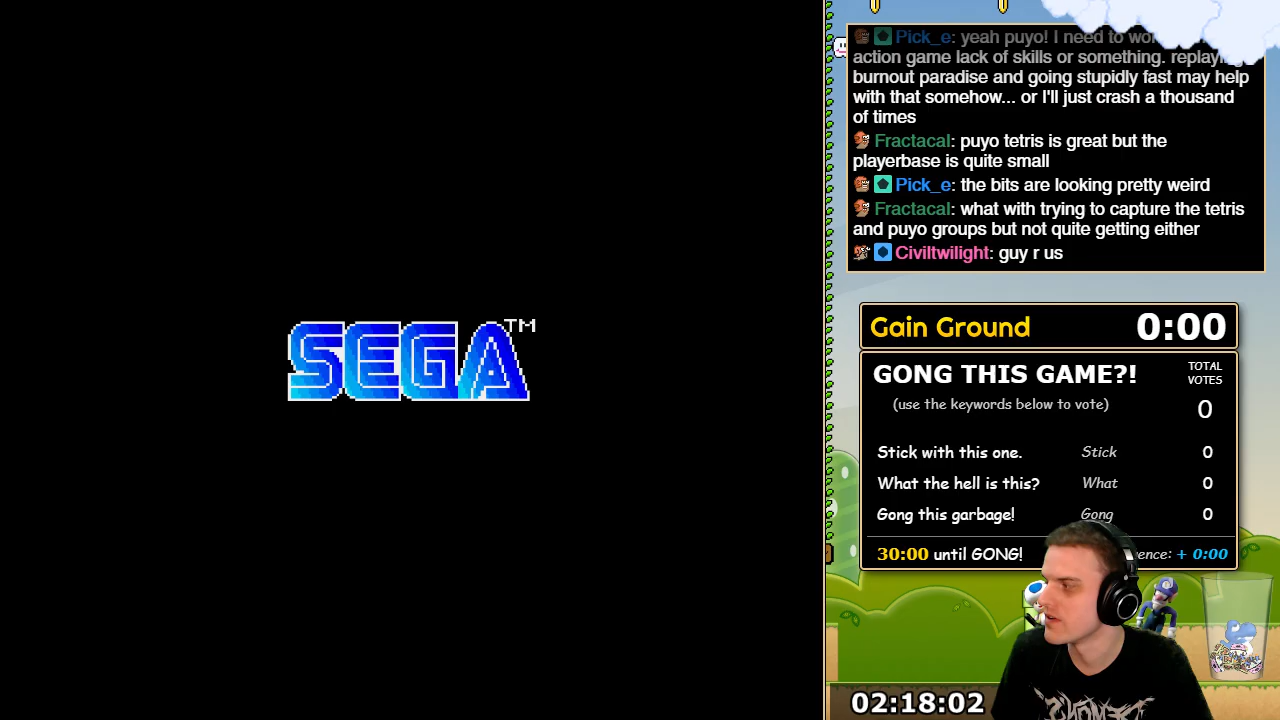 SEGA™
Pick_e: yeah puyo! I need to
action game lack of skills or something. replaying
burnout paradise and going stupidly fast may help
with that somehow... or I'll just crash a thousand
of times
Fractacal: puyo tetris is great but the
playerbase is quite small
Pick_e: the bits are looking pretty weird
Fractacal: what with trying to capture the tetris
and puyo groups but not quite getting either
Civiltwilight: guy r us
Gain Ground 0:00
GONG THIS GAME?! TOTAL VOTES
(use the keywords below to vote) 0
Stick with this one. Stick 0
What the hell is this? What 0
Gong this garbage! Gong 0
30:00 until GONG! + 0:00
02:18:02